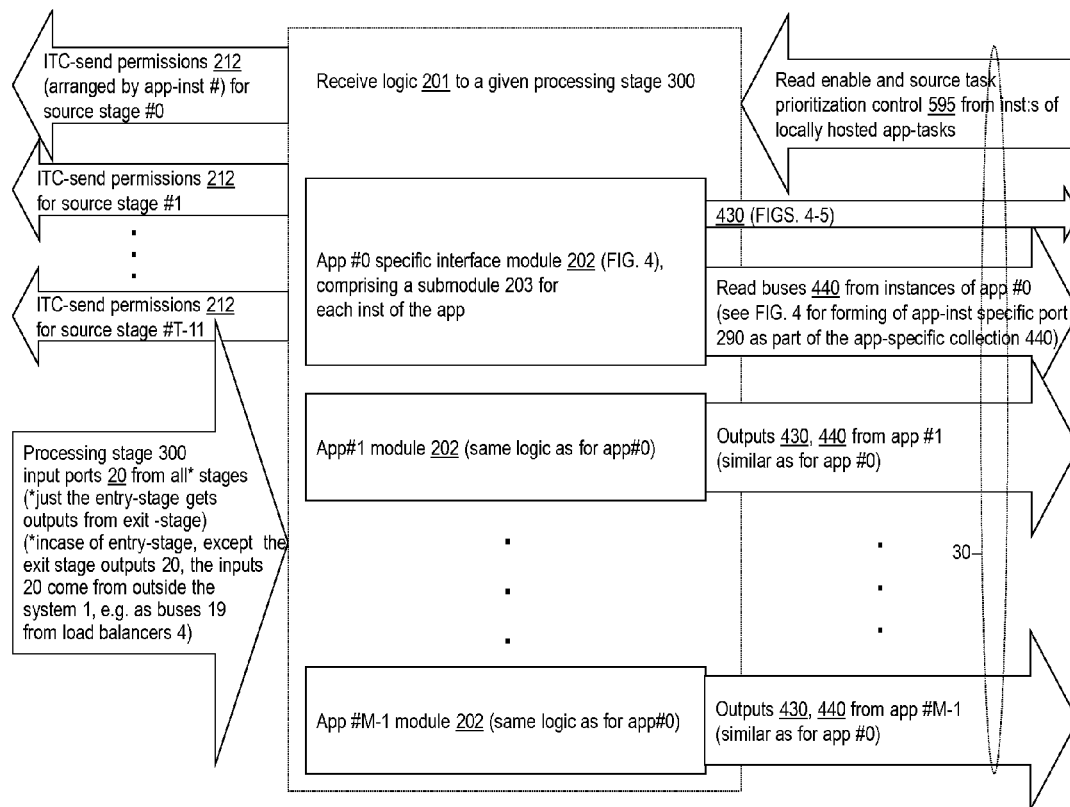 ITC-send permissions 212
(arranged by app-inst #) for
source stage #0
Receive logic 201 to a given processing stage 300
Read enable and source task
prioritization control 595 from inst:s of
locally hosted app-tasks
ITC-send permissions 212
for source stage #1
ITC-send permissions 212
for source stage #T-11
App #0 specific interface module 202 (FIG. 4),
comprising a submodule 203 for
each inst of the app
430 (FIGS. 4-5)
Read buses 440 from instances of app #0
(see FIG. 4 for forming of app-inst specific port
290 as part of the app-specific collection 440)
Processing stage 300
input ports 20 from all* stages
(*just the entry-stage gets
outputs from exit -stage)
(*incase of entry-stage, except the
exit stage outputs 20, the inputs
20 come from outside the
system 1, e.g. as buses 19
from load balancers 4)
App#1 module 202 (same logic as for app#0)
Outputs 430, 440 from app #1
(similar as for app #0)
30
App #M-1 module 202 (same logic as for app#0)
Outputs 430, 440 from app #M-1
(similar as for app #0)